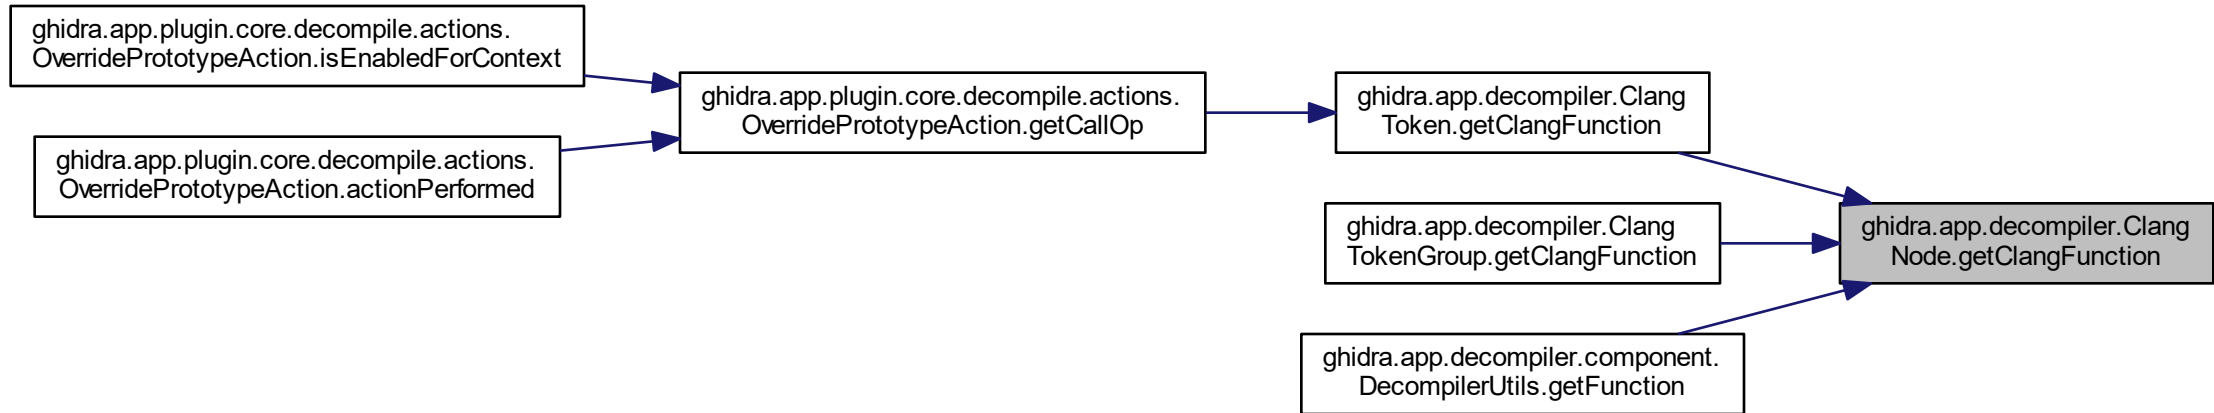 ghidra.app.plugin.core.decompile.actions.
OverridePrototypeAction.isEnabledForContext
ghidra.app.plugin.core.decompile.actions.
OverridePrototypeAction.actionPerformed
ghidra.app.plugin.core.decompile.actions.
OverridePrototypeAction.getCallOp
ghidra.app.decompiler.Clang
Token.getClangFunction
ghidra.app.decompiler.Clang
TokenGroup.getClangFunction
ghidra.app.decompiler.component.
DecompilerUtils.getFunction
ghidra.app.decompiler.Clang
Node.getClangFunction